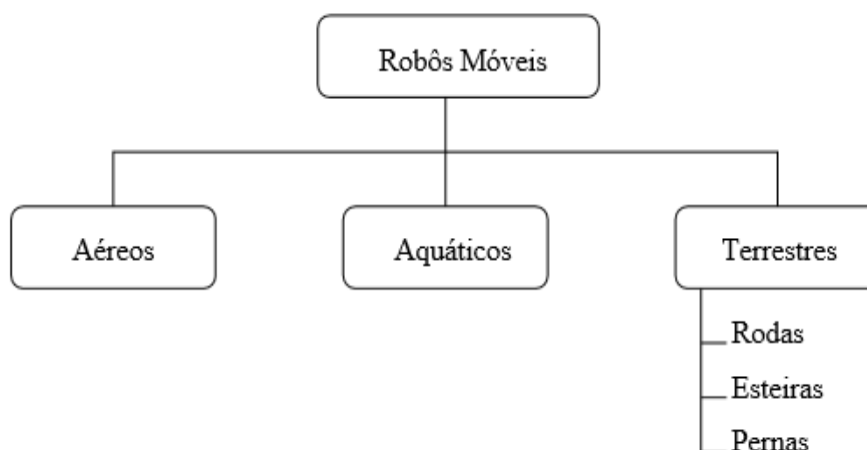 Robôs Móveis
Aéreos
Aquáticos
Terrestres
Rodas
Esteiras
Pernas